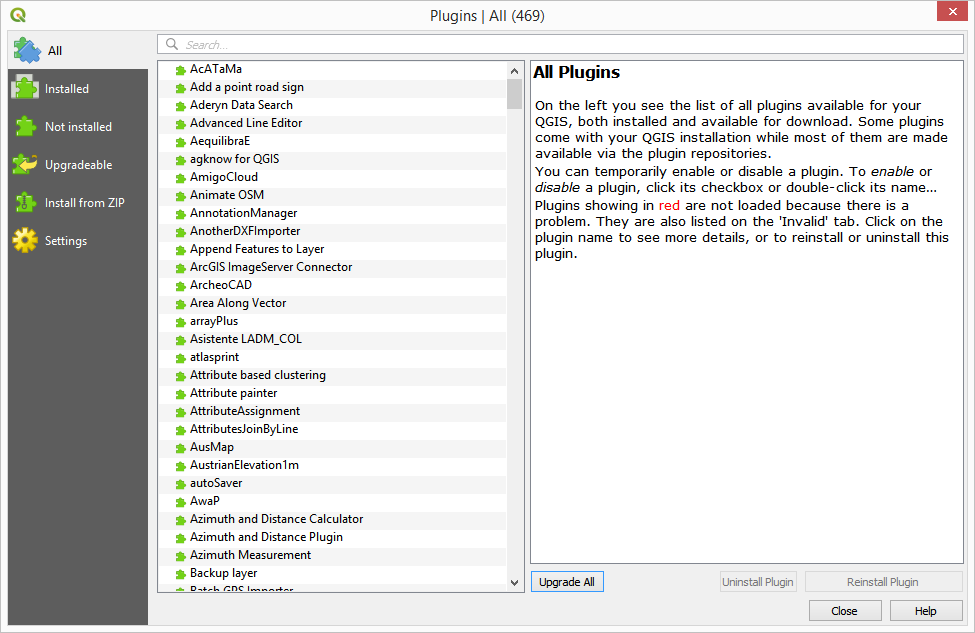 Plugins | All (469)
All
Installed
Not installed
Upgradeable
Install from ZIP
Settings
Search...
AcATaMa
Add a point road sign
Aderyn Data Search
Advanced Line Editor
AequilibraE
agknow for QGIS
AmigoCloud
Animate OSM
AnnotationManager
AnotherDXFImporter
Append Features to Layer
ArcGIS ImageServer Connector
ArcheoCAD
Area Along Vector
arrayPlus
Asistente LADM_COL
atlasprint
Attribute based clustering
Attribute painter
AttributeAssignment
AttributesJoinByLine
AusMap
AustrianElevation1m
autoSaver
AwaP
Azimuth and Distance Calculator
Azimuth and Distance Plugin
Azimuth Measurement
Backup layer
Batch GPS Importer
All Plugins
On the left you see the list of all plugins available for your
QGIS, both installed and available for download. Some plugins
come with your QGIS installation while most of them are made
available via the plugin repositories.
You can temporarily enable or disable a plugin. To enable or
disable a plugin, click its checkbox or double-click its name...
Plugins showing in red are not loaded because there is a
problem. They are also listed on the 'Invalid' tab. Click on the
plugin name to see more details, or to reinstall or uninstall this
plugin.
Upgrade All
Uninstall Plugin
Reinstall Plugin
Close
Help